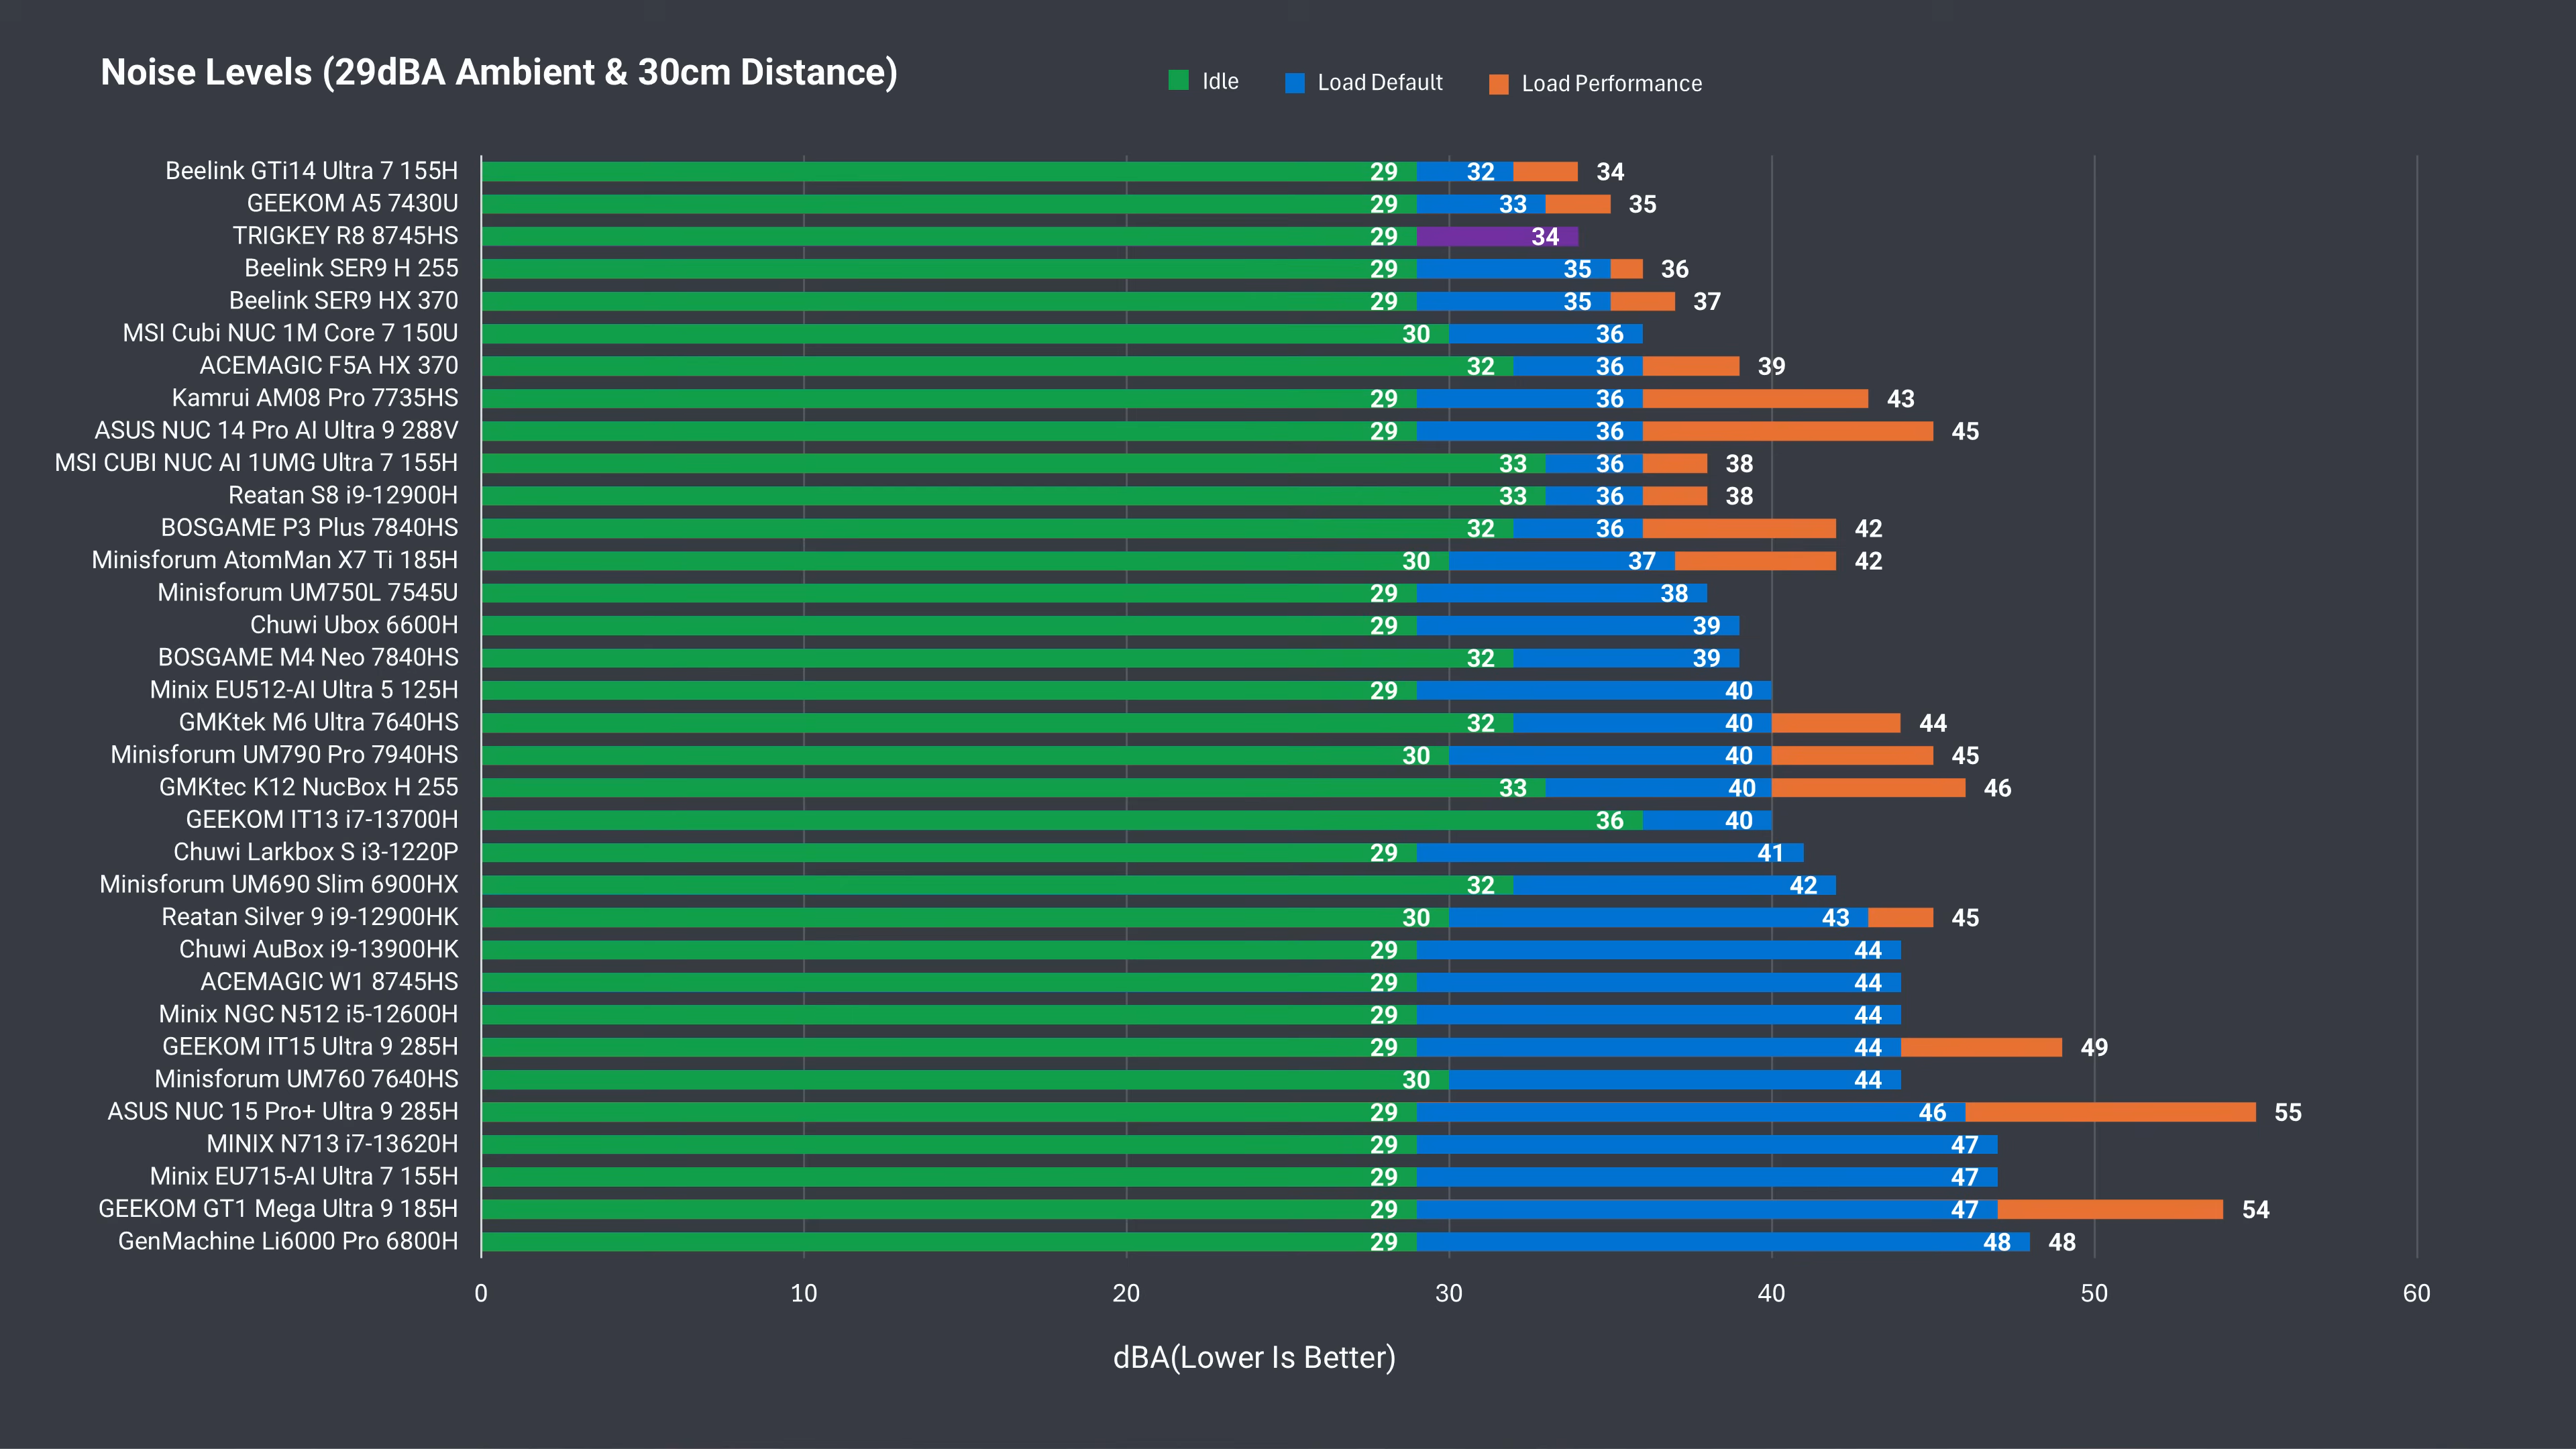 Noise Levels (29dBA Ambient & 30cm Distance)
Idle Load Default Load Performance
Beelink GTi14 Ultra 7 155H 29 32 34
GEEKOM A5 7430U 29 33 35
TRIGKEY R8 8745HS 29 34
Beelink SER9 H 255 29 35 36
Beelink SER9 HX 370 29 35 37
MSI Cubi NUC 1M Core 7 150U 30 36
ACEMAGIC F5A HX 370 32 36 39
Kamrui AM08 Pro 7735HS 29 36 43
ASUS NUC 14 Pro AI Ultra 9 288V 29 36 45
MSI CUBI NUC AI 1UMG Ultra 7 155H 33 36 38
Reatan S8 i9-12900H 33 36 38
BOSGAME P3 Plus 7840HS 32 36 42
Minisforum AtomMan X7 Ti 185H 30 37 42
Minisforum UM750L 7545U 29 38
Chuwi Ubox 6600H 29 39
BOSGAME M4 Neo 7840HS 32 39
Minix EU512-AI Ultra 5 125H 29 40
GMKtek M6 Ultra 7640HS 32 40 44
Minisforum UM790 Pro 7940HS 30 40 45
GMKtec K12 NucBox H 255 33 40 46
GEEKOM IT13 i7-13700H 36 40
Chuwi Larkbox S i3-1220P 29 41
Minisforum UM690 Slim 6900HX 32 42
Reatan Silver 9 i9-12900HK 30 43 45
Chuwi AuBox i9-13900HK 29 44
ACEMAGIC W1 8745HS 29 44
Minix NGC N512 i5-12600H 29 44
GEEKOM IT15 Ultra 9 285H 29 44 49
Minisforum UM760 7640HS 30 44
ASUS NUC 15 Pro+ Ultra 9 285H 29 46 55
MINIX N713 i7-13620H 29 47
Minix EU715-AI Ultra 7 155H 29 47
GEEKOM GT1 Mega Ultra 9 185H 29 47 54
GenMachine Li6000 Pro 6800H 29 48 48
0 10 20 30 40 50 60
dBA(Lower Is Better)